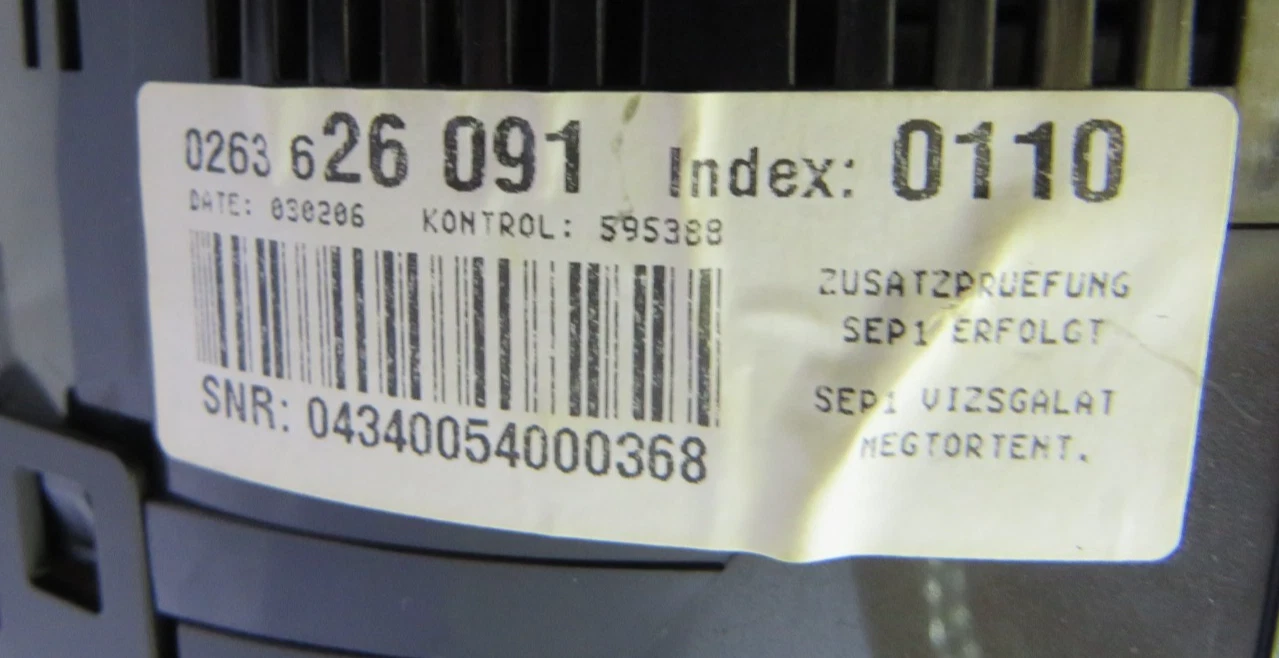 0263 626 091 Index: 0110
DATE: 030206 KONTROL: 595388
ZUSATZPRUEFUNG
SEP1 ERFOLGT
SEP1 VIZSGALAT
MEGTORTENT.
SNR: 04340054000368